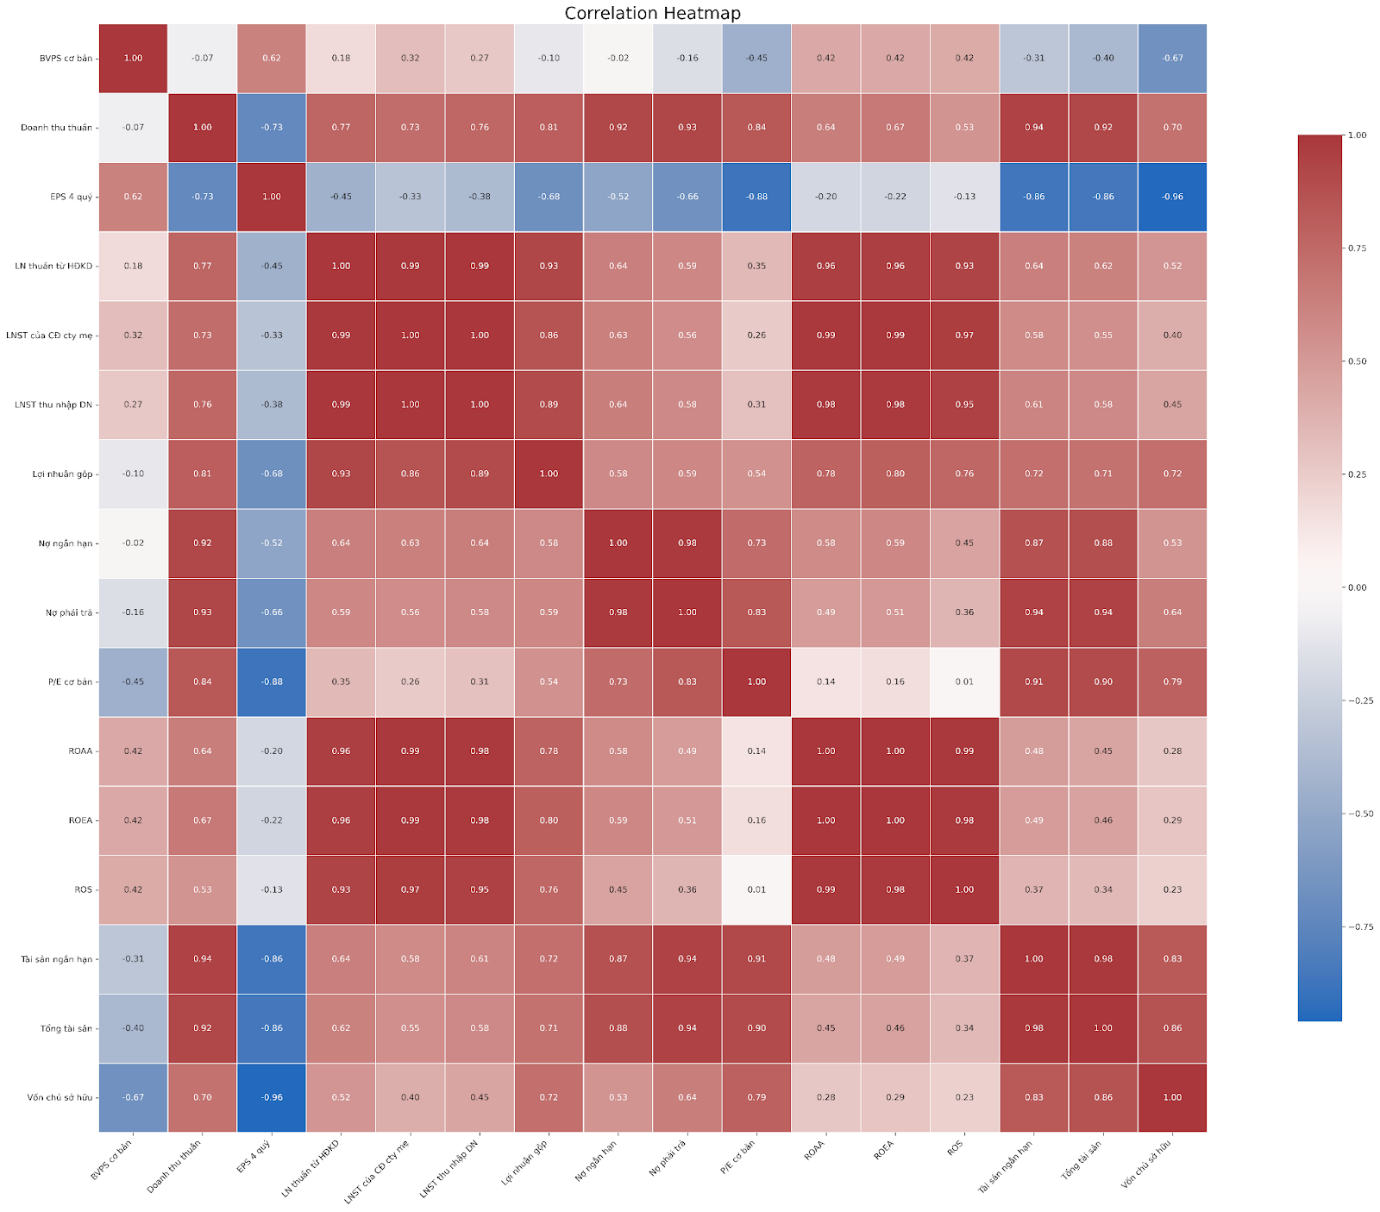 Correlation Heatmap
BVPS cơ bản 1.00 -0.07 0.62 0.18 0.32 0.27 -0.10 -0.02 -0.16 -0.45 0.42 0.42 0.42 -0.31 -0.40 -0.67
Doanh thu thuần -0.07 1.00 -0.73 0.77 0.73 0.76 0.81 0.92 0.93 0.84 0.64 0.67 0.53 0.94 0.92 0.70
EPS 4 quý 0.62 -0.73 1.00 -0.45 -0.33 -0.38 -0.68 -0.52 -0.66 -0.88 -0.20 -0.22 -0.13 -0.86 -0.86 -0.96
LN thuần từ HĐKD 0.18 0.77 -0.45 1.00 0.99 0.99 0.93 0.64 0.59 0.35 0.96 0.96 0.93 0.64 0.62 0.52
LNST của CĐ cty mẹ 0.32 0.73 -0.33 0.99 1.00 1.00 0.86 0.63 0.56 0.26 0.99 0.99 0.97 0.58 0.55 0.40
LNST thu nhập DN 0.27 0.76 -0.38 0.99 1.00 1.00 0.89 0.64 0.58 0.31 0.98 0.98 0.95 0.61 0.58 0.45
Lợi nhuận gộp -0.10 0.81 -0.68 0.93 0.86 0.89 1.00 0.58 0.59 0.54 0.78 0.80 0.76 0.72 0.71 0.72
Nợ ngắn hạn -0.02 0.92 -0.52 0.64 0.63 0.64 0.58 1.00 0.98 0.73 0.58 0.59 0.45 0.87 0.88 0.53
Nợ phải trả -0.16 0.93 -0.66 0.59 0.56 0.58 0.59 0.98 1.00 0.83 0.49 0.51 0.36 0.94 0.94 0.64
P/E cơ bản -0.45 0.84 -0.88 0.35 0.26 0.31 0.54 0.73 0.83 1.00 0.14 0.16 0.01 0.91 0.90 0.79
ROAA 0.42 0.64 -0.20 0.96 0.99 0.98 0.78 0.58 0.49 0.14 1.00 1.00 0.99 0.48 0.45 0.28
ROEA 0.42 0.67 -0.22 0.96 0.99 0.98 0.80 0.59 0.51 0.16 1.00 1.00 0.98 0.49 0.46 0.29
ROS 0.42 0.53 -0.13 0.93 0.97 0.95 0.76 0.45 0.36 0.01 0.99 0.98 1.00 0.37 0.34 0.23
Tài sản ngắn hạn -0.31 0.94 -0.86 0.64 0.58 0.61 0.72 0.87 0.94 0.91 0.48 0.49 0.37 1.00 0.98 0.83
Tổng tài sản -0.40 0.92 -0.86 0.62 0.55 0.58 0.71 0.88 0.94 0.90 0.45 0.46 0.34 0.98 1.00 0.86
Vốn chủ sở hữu -0.67 0.70 -0.96 0.52 0.40 0.45 0.72 0.53 0.64 0.79 0.28 0.29 0.23 0.83 0.86 1.00
BVPS cơ bản
Doanh thu thuần
EPS 4 quý
LN thuần từ HĐKD
LNST của CĐ cty mẹ
LNST thu nhập DN
Lợi nhuận gộp
Nợ ngắn hạn
Nợ phải trả
P/E cơ bản
ROAA
ROEA
ROS
Tài sản ngắn hạn
Tổng tài sản
Vốn chủ sở hữu
1.00
0.75
0.50
0.25
0.00
-0.25
-0.50
-0.75